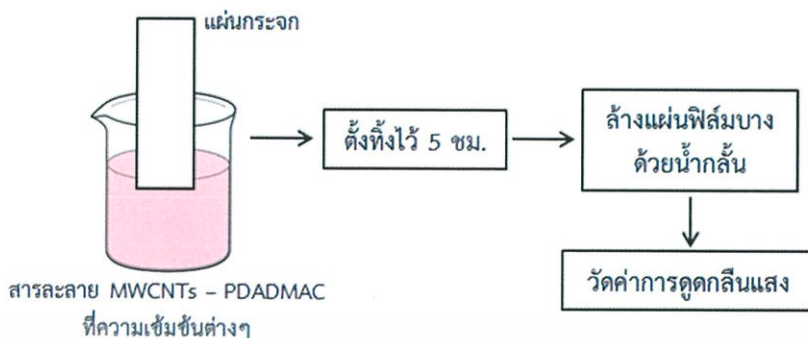 แผ่นกระจก
ตั้งทิ้งไว้ 5 ชม.
ล้างแผ่นฟิล์มบาง
ด้วยน้ำกลั่น
วัดค่าการดูดกลืนแสง
สารละลาย MWCNTs – PDADMAC
ที่ความเข้มข้นต่างๆ